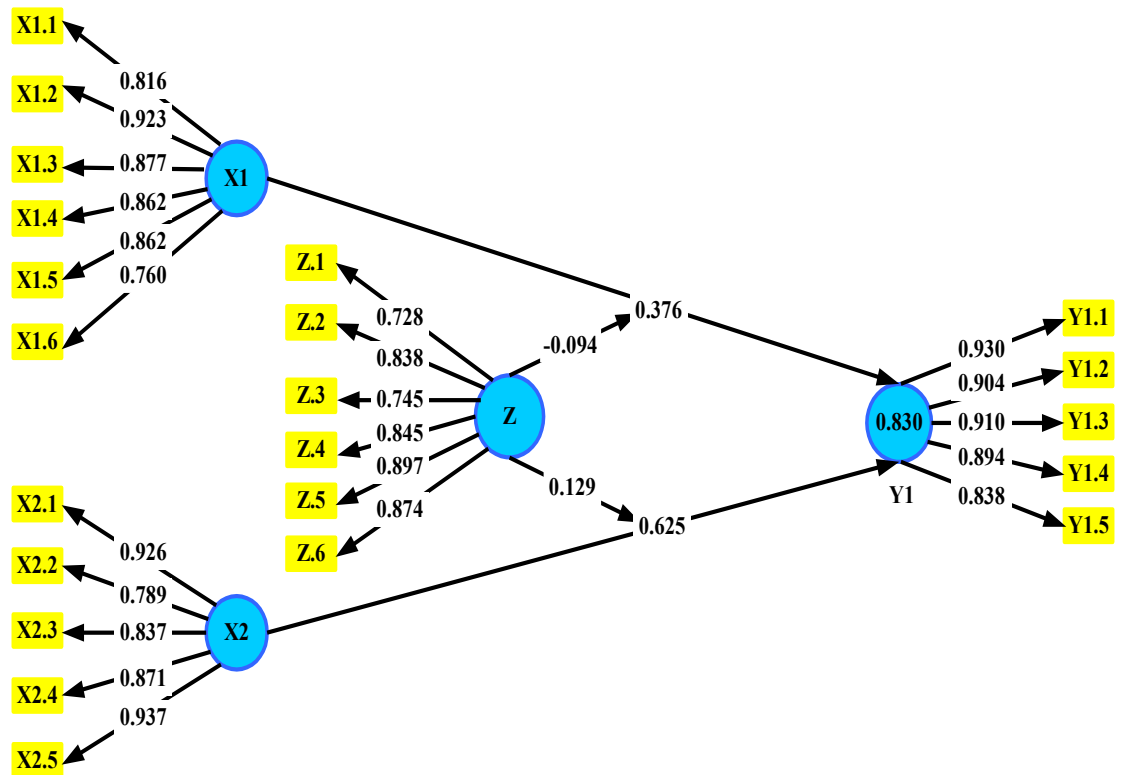 X1.1
X1.2
X1.3
X1.4
X1.5
X1.6
0.816
0.923
0.877
0.862
0.862
0.760
X1
Z.1
Z.2
Z.3
Z.4
Z.5
Z.6
0.728
0.838
0.745
0.845
0.897
0.874
Z
-0.094
0.129
0.376
0.625
X2.1
X2.2
X2.3
X2.4
X2.5
0.926
0.789
0.837
0.871
0.937
X2
0.830
Y1
0.930
0.904
0.910
0.894
0.838
Y1.1
Y1.2
Y1.3
Y1.4
Y1.5